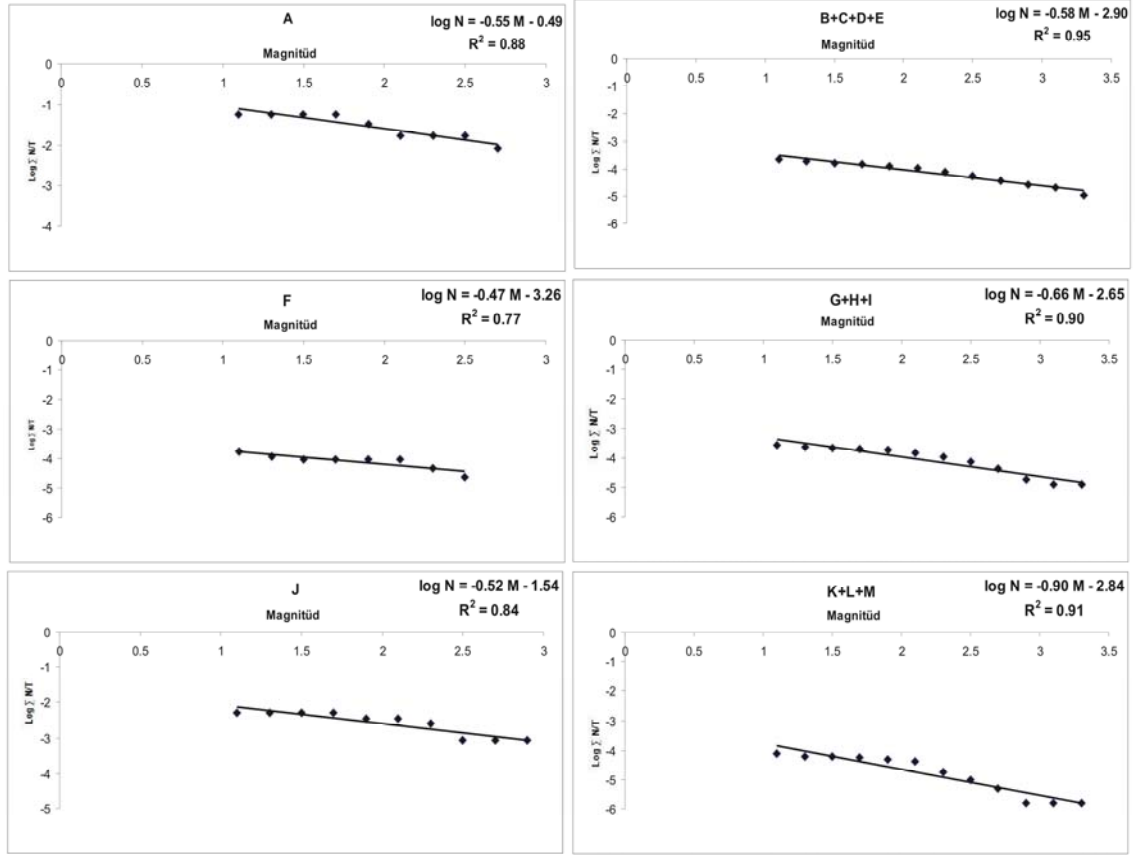 A
log N = -0.55 M - 0.49
R² = 0.88
Magnitüd
0 0.5 1 1.5 2 2.5 3
0
-1
-2
-3
-4
Log ∑ N/T
B+C+D+E
log N = -0.58 M - 2.90
R² = 0.95
Magnitüd
0 0.5 1 1.5 2 2.5 3 3.5
0
-1
-2
-3
-4
-5
-6
Log ∑ N/T
F
log N = -0.47 M - 3.26
R² = 0.77
Magnitüd
0 0.5 1 1.5 2 2.5 3
0
-1
-2
-3
-4
-5
-6
Log ∑ N/T
G+H+I
log N = -0.66 M - 2.65
R² = 0.90
Magnitüd
0 0.5 1 1.5 2 2.5 3 3.5
0
-1
-2
-3
-4
-5
-6
Log ∑ N/T
J
log N = -0.52 M - 1.54
R² = 0.84
Magnitüd
0 0.5 1 1.5 2 2.5 3
0
-1
-2
-3
-4
-5
Log ∑ N/T
K+L+M
log N = -0.90 M - 2.84
R² = 0.91
Magnitüd
0 0.5 1 1.5 2 2.5 3 3.5
0
-1
-2
-3
-4
-5
-6
Log ∑ N/T